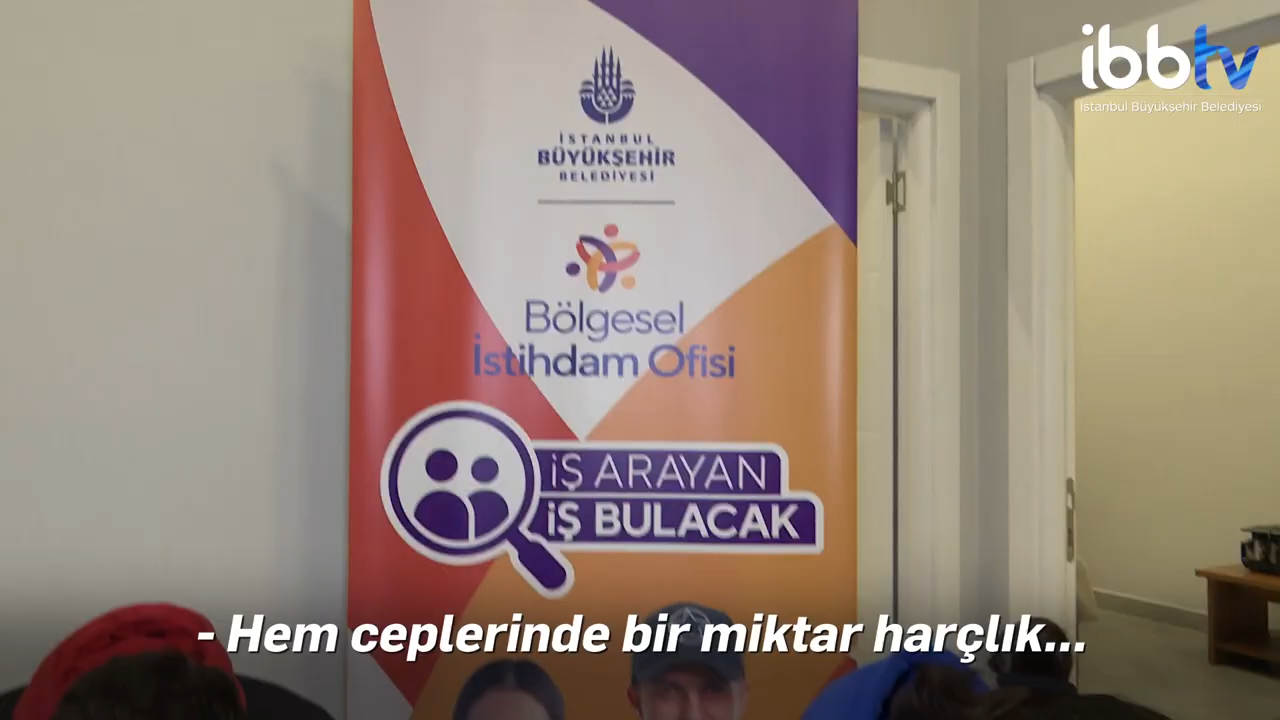 ibbtv
İstanbul Büyükşehir Belediyesi
İSTANBUL
BÜYÜKŞEHİR
BELEDİYESİ
Bölgesel
İstihdam Ofisi
İŞ ARAYAN
İŞ BULACAK
- Hem ceplerinde bir miktar harçlık...